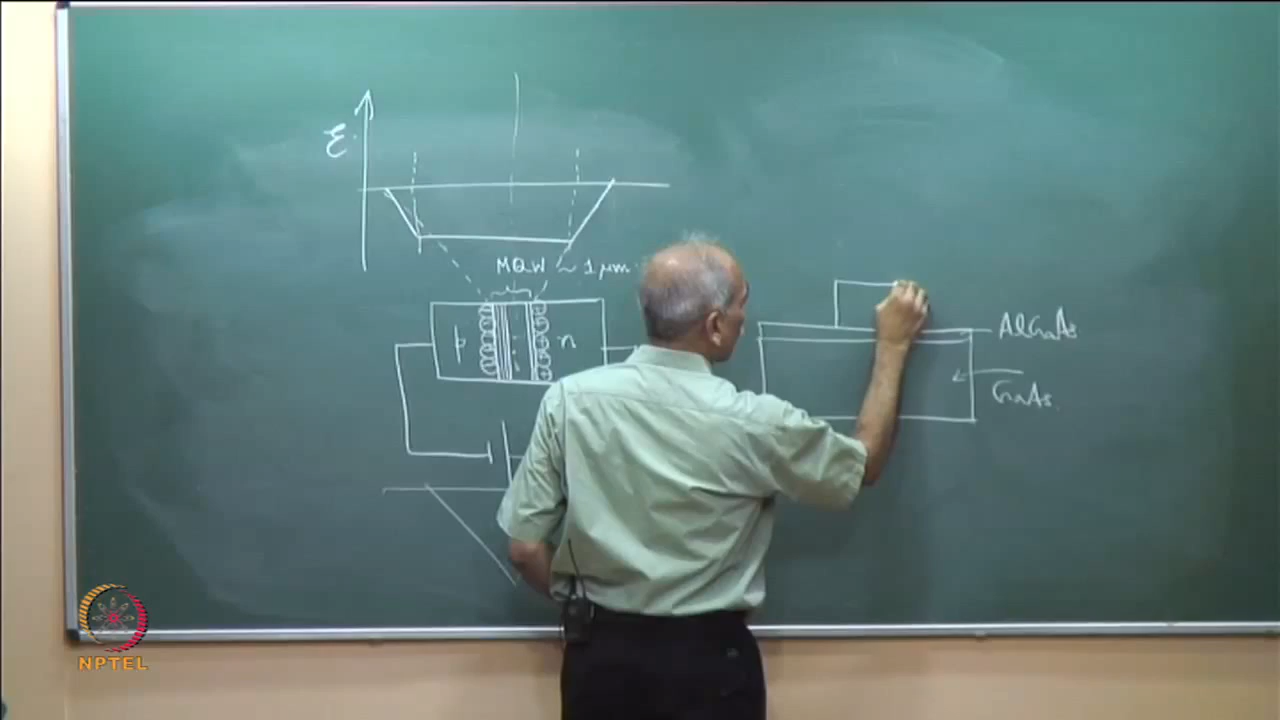 ℰ
MQW ~ 1 μm
p i n
AlGaAs
GaAs
NPTEL